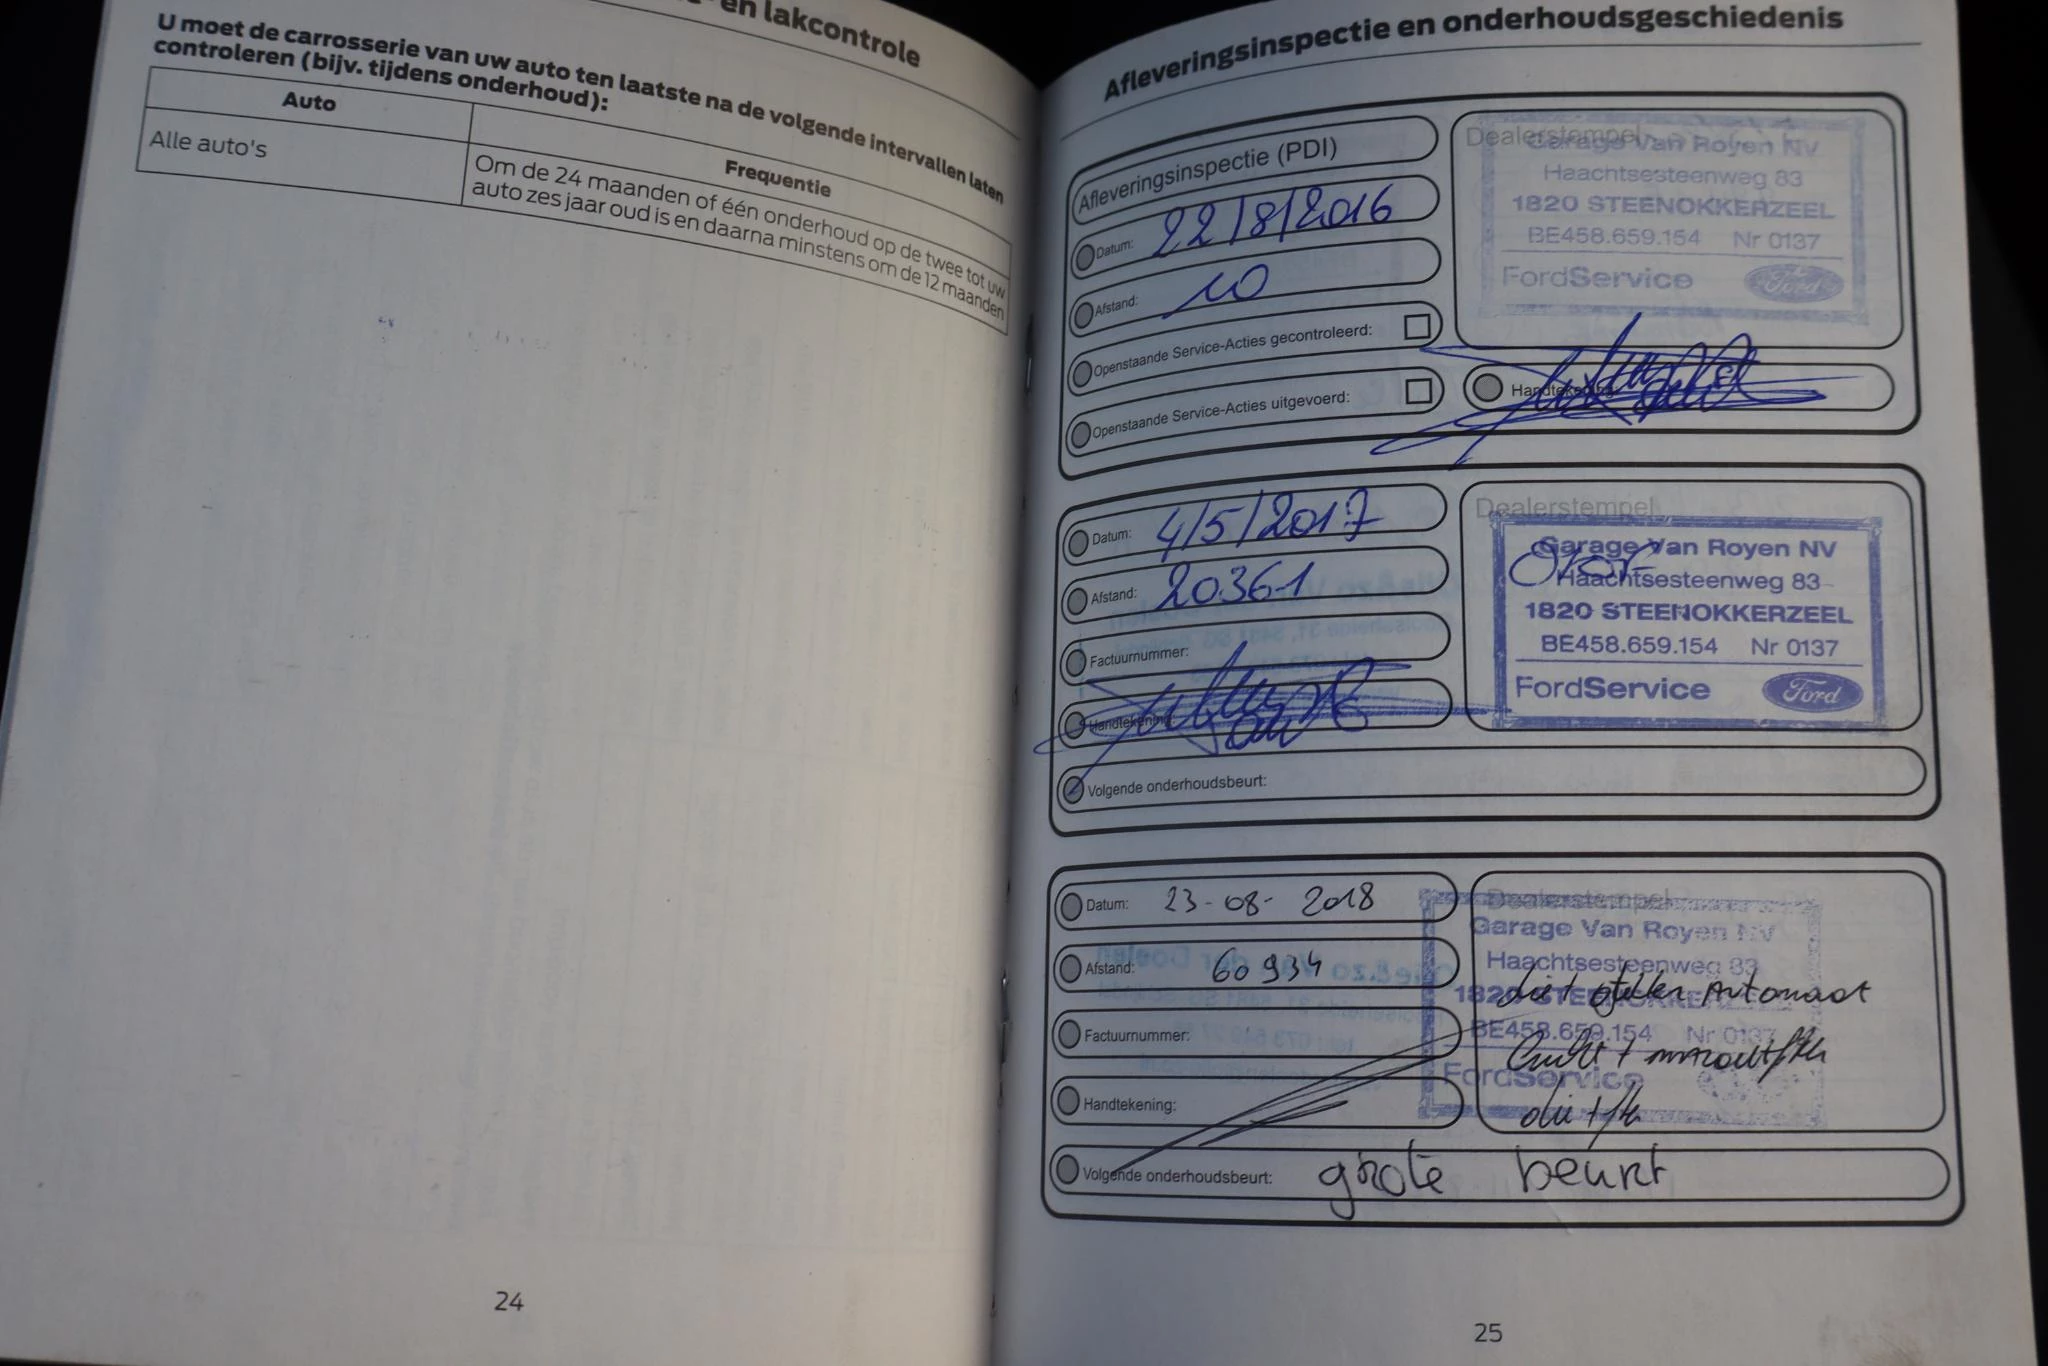 en lakcontrole
U moet de carrosserie van uw auto ten laatste na de volgende intervallen laten
controleren (bijv. tijdens onderhoud):
Auto
Frequentie
Alle auto's
Om de 24 maanden of één onderhoud op de twee tot uw
auto zes jaar oud is en daarna minstens om de 12 maanden
24
Afleveringsinspectie en onderhoudsgeschiedenis
Afleveringsinspectie (PDI)
Datum: 22/8/2016
Afstand: 10
Openstaande Service-Acties gecontroleerd:
Openstaande Service-Acties uitgevoerd:
Dealerstempel
Garage Van Royen NV
Haachtsesteenweg 83
1820 STEENOKKERZEEL
BE458.659.154 Nr 0137
FordService Ford
Handtekening:
Datum: 4/5/2017
Afstand: 20361
Factuurnummer:
Handtekening:
Volgende onderhoudsbeurt:
Dealerstempel
Garage Van Royen NV
Haachtsesteenweg 83
1820 STEENOKKERZEEL
BE458.659.154 Nr 0137
FordService Ford
Datum: 23-08-2018
Afstand: 60934
Factuurnummer:
Handtekening:
Volgende onderhoudsbeurt: grote beurt
Dealerstempel
Garage Van Royen NV
Haachtsesteenweg 83
1820 STEENOKKERZEEL
BE458.659.154 Nr 0137
FordService
Automaat
25